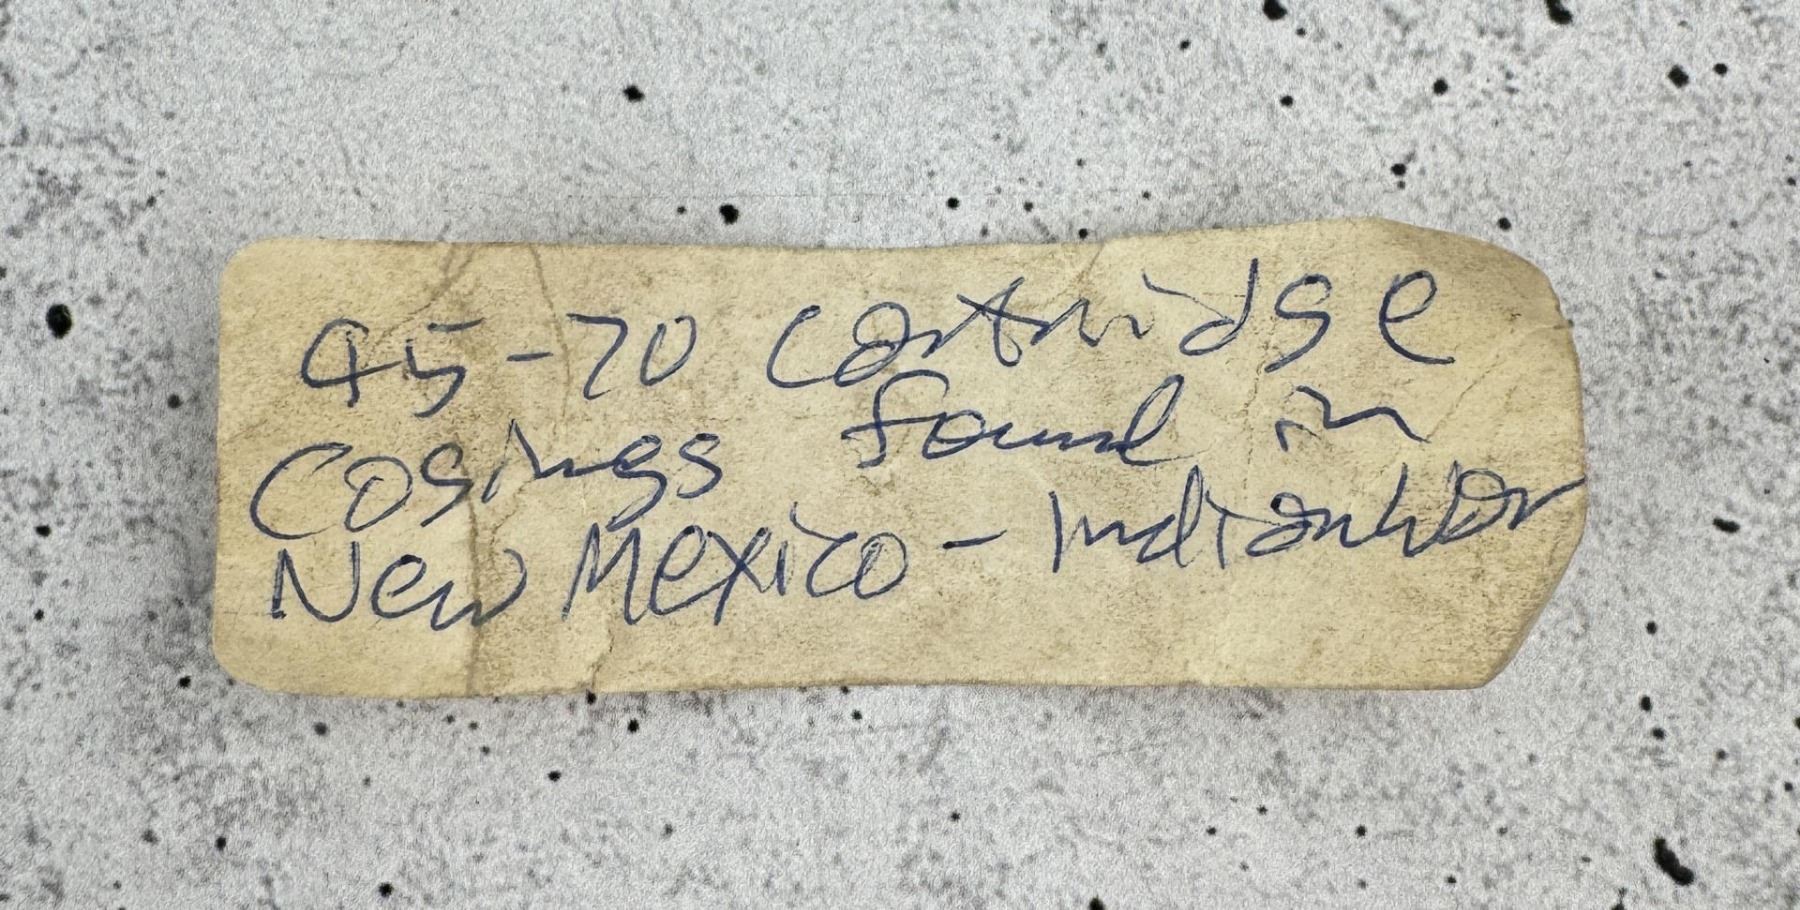 45-70 Cartridge
Casings found in
New Mexico - Indian War